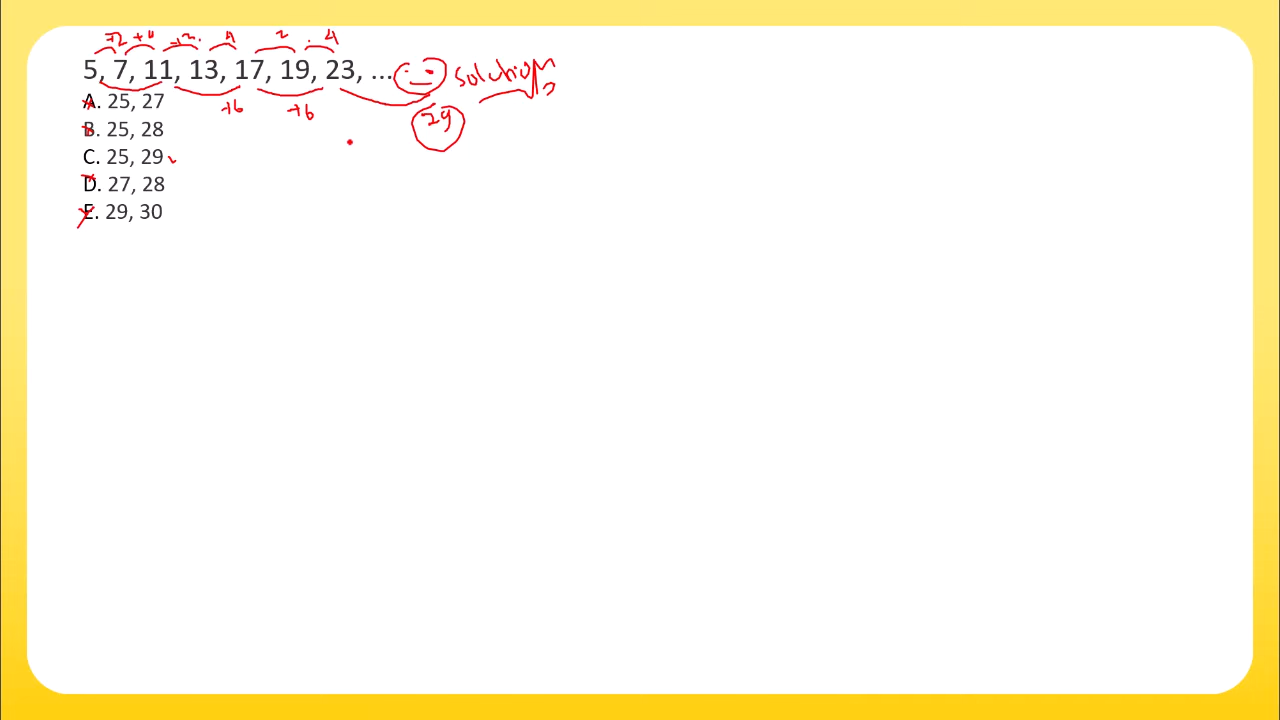 +2 +4 +2 4 2 4
5, 7, 11, 13, 17, 19, 23, ... solution
A. 25, 27 +6 +6 29
B. 25, 28
C. 25, 29
D. 27, 28
E. 29, 30